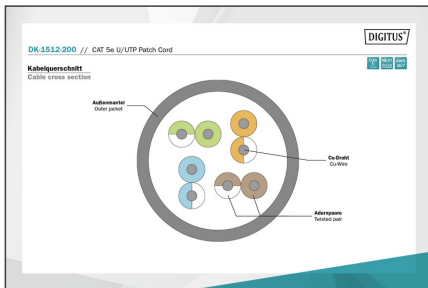 DIGITUS®
DK-1512-200 // CAT 5e U/UTP Patch Cord
Kabelquerschnitt
Cable cross section
Außenmantel
Outer jacket
Cu-Draht
Cu-Wire
Adernpaare
Twisted pair